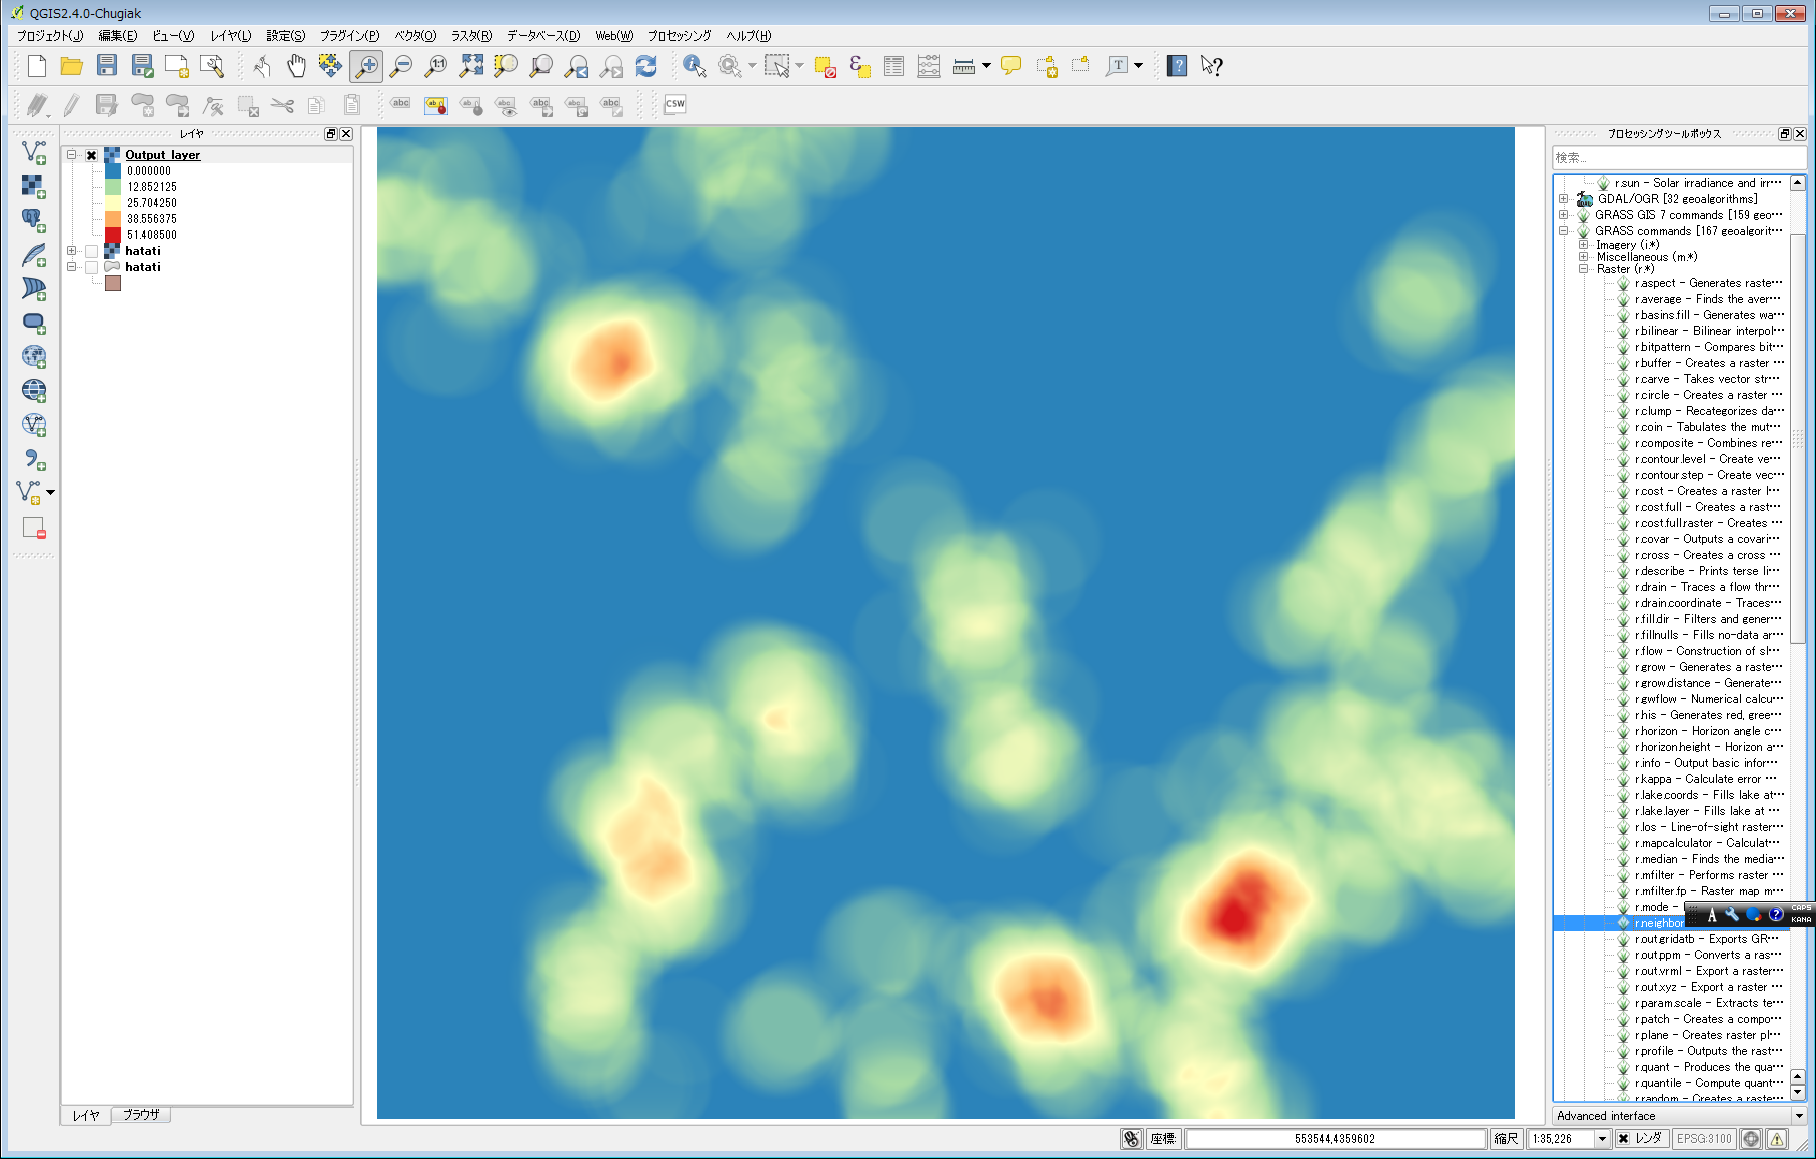 QGIS2.4.0-Chugiak
プロジェクト(J) 編集(E) ビュー(V) レイヤ(L) 設定(S) プラグイン(P) ベクタ(O) ラスタ(R) データベース(D) Web(W) プロセッシング ヘルプ(H)
レイヤ
Output layer
0.000000
12.852125
25.704250
38.556375
51.408500
hatati
hatati
レイヤ ブラウザ
プロセッシングツールボックス
検索...
r.sun - Solar irradiance and irr...
GDAL/OGR [32 geoalgorithms]
GRASS GIS 7 commands [159 geo...
GRASS commands [167 geoalgorit...
Imagery (i.*)
Miscellaneous (m.*)
Raster (r.*)
r.aspect - Generates raste...
r.average - Finds the aver...
r.basins.fill - Generates wa...
r.bilinear - Bilinear interpol...
r.bitpattern - Compares bit...
r.buffer - Creates a raster ...
r.carve - Takes vector str...
r.circle - Creates a raster ...
r.clump - Recategorizes da...
r.coin - Tabulates the mut...
r.composite - Combines re...
r.contour.level - Create ve...
r.contour.step - Create vec...
r.cost - Creates a raster l...
r.cost.full - Creates a rast...
r.cost.full.raster - Creates ...
r.covar - Outputs a covari...
r.cross - Creates a cross ...
r.describe - Prints terse li...
r.drain - Traces a flow thr...
r.drain.coordinate - Traces...
r.fill.dir - Filters and gener...
r.fillnulls - Fills no-data ar...
r.flow - Construction of sl...
r.grow - Generates a raste...
r.grow.distance - Generate...
r.gwflow - Numerical calcu...
r.his - Generates red, gree...
r.horizon - Horizon angle c...
r.horizon.height - Horizon a...
r.info - Output basic infor...
r.kappa - Calculate error ...
r.lake.coords - Fills lake at...
r.lake.layer - Fills lake at ...
r.los - Line-of-sight raster...
r.mapcalculator - Calculat...
r.median - Finds the media...
r.mfilter - Performs raster ...
r.mfilter.fp - Raster map m...
r.mode -
r.neighbor
r.out.gridatb - Exports GR...
r.out.ppm - Converts a ras...
r.out.vrml - Export a raster...
r.out.xyz - Export a raster ...
r.param.scale - Extracts te...
r.patch - Creates a compo...
r.plane - Creates raster pl...
r.profile - Outputs the rast...
r.quant - Produces the qua...
r.quantile - Compute quant...
r.random - Creates a raste...
A ? CAPS
KANA
Advanced interface
座標: 553544,4359602 縮尺 1:35,226 レンダ EPSG:3100